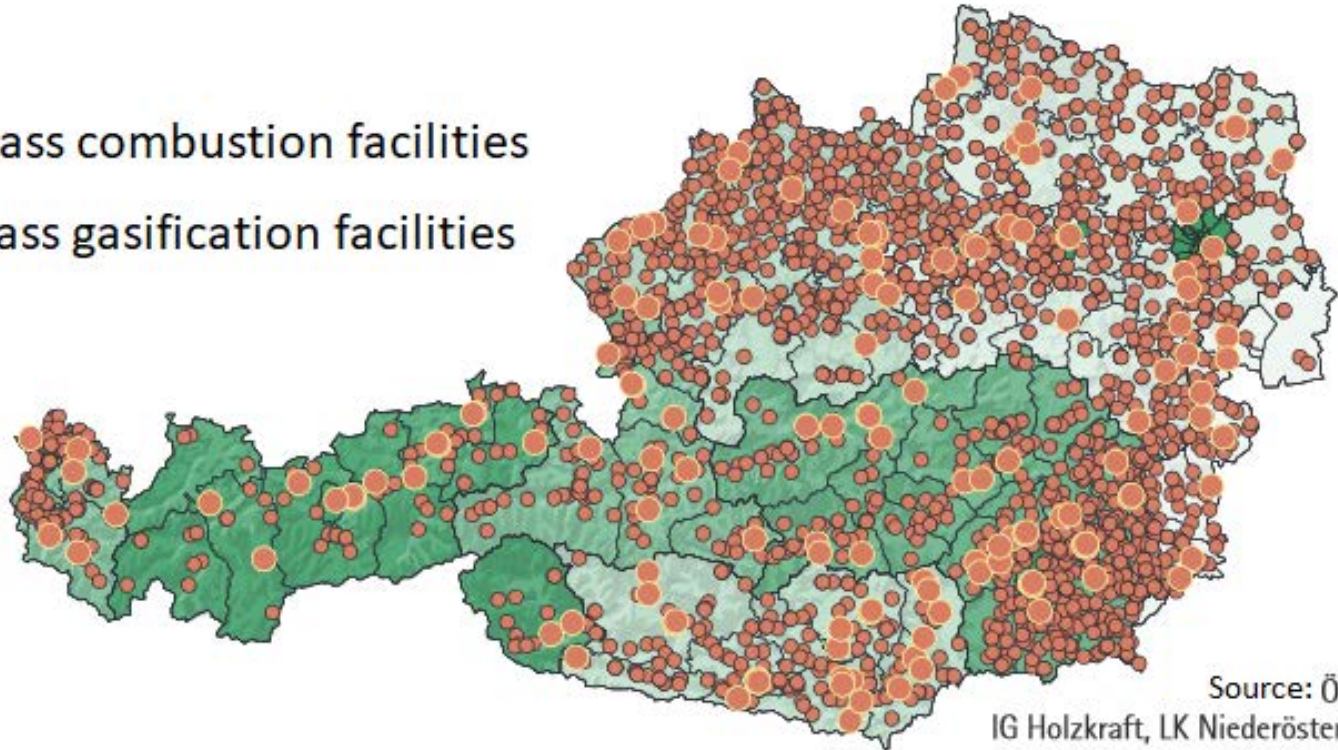 ass combustion facilities
ass gasification facilities
Source: Ö
IG Holzkraft, LK Niederöster